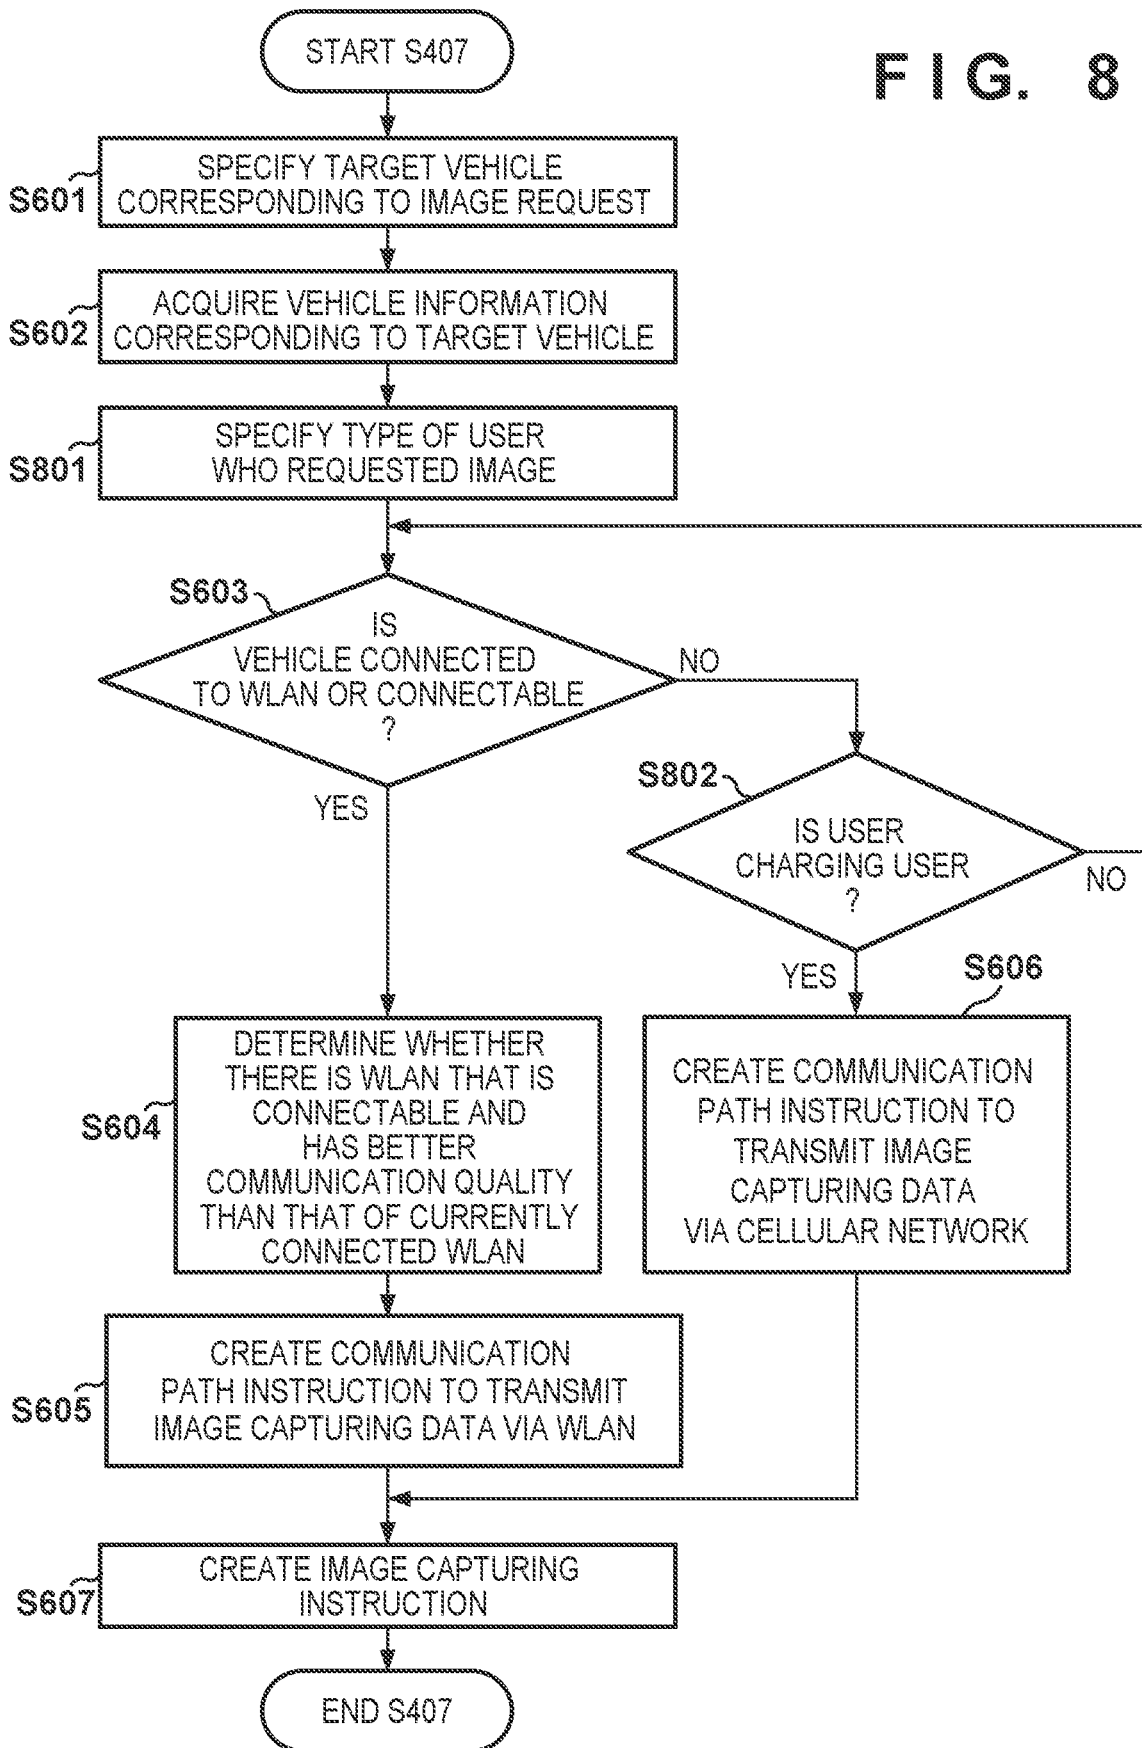 START S407
FIG. 8
SPECIFY TARGET VEHICLE
CORRESPONDING TO IMAGE REQUEST
S601
ACQUIRE VEHICLE INFORMATION
CORRESPONDING TO TARGET VEHICLE
S602
SPECIFY TYPE OF USER
WHO REQUESTED IMAGE
S801
S603
IS
VEHICLE CONNECTED
TO WLAN OR CONNECTABLE
?
NO
YES
S802
IS USER
CHARGING USER
?
NO
YES
S604
DETERMINE WHETHER
THERE IS WLAN THAT IS
CONNECTABLE AND
HAS BETTER
COMMUNICATION QUALITY
THAN THAT OF CURRENTLY
CONNECTED WLAN
S606
CREATE COMMUNICATION
PATH INSTRUCTION TO
TRANSMIT IMAGE
CAPTURING DATA
VIA CELLULAR NETWORK
S605
CREATE COMMUNICATION
PATH INSTRUCTION TO TRANSMIT
IMAGE CAPTURING DATA VIA WLAN
S607
CREATE IMAGE CAPTURING
INSTRUCTION
END S407